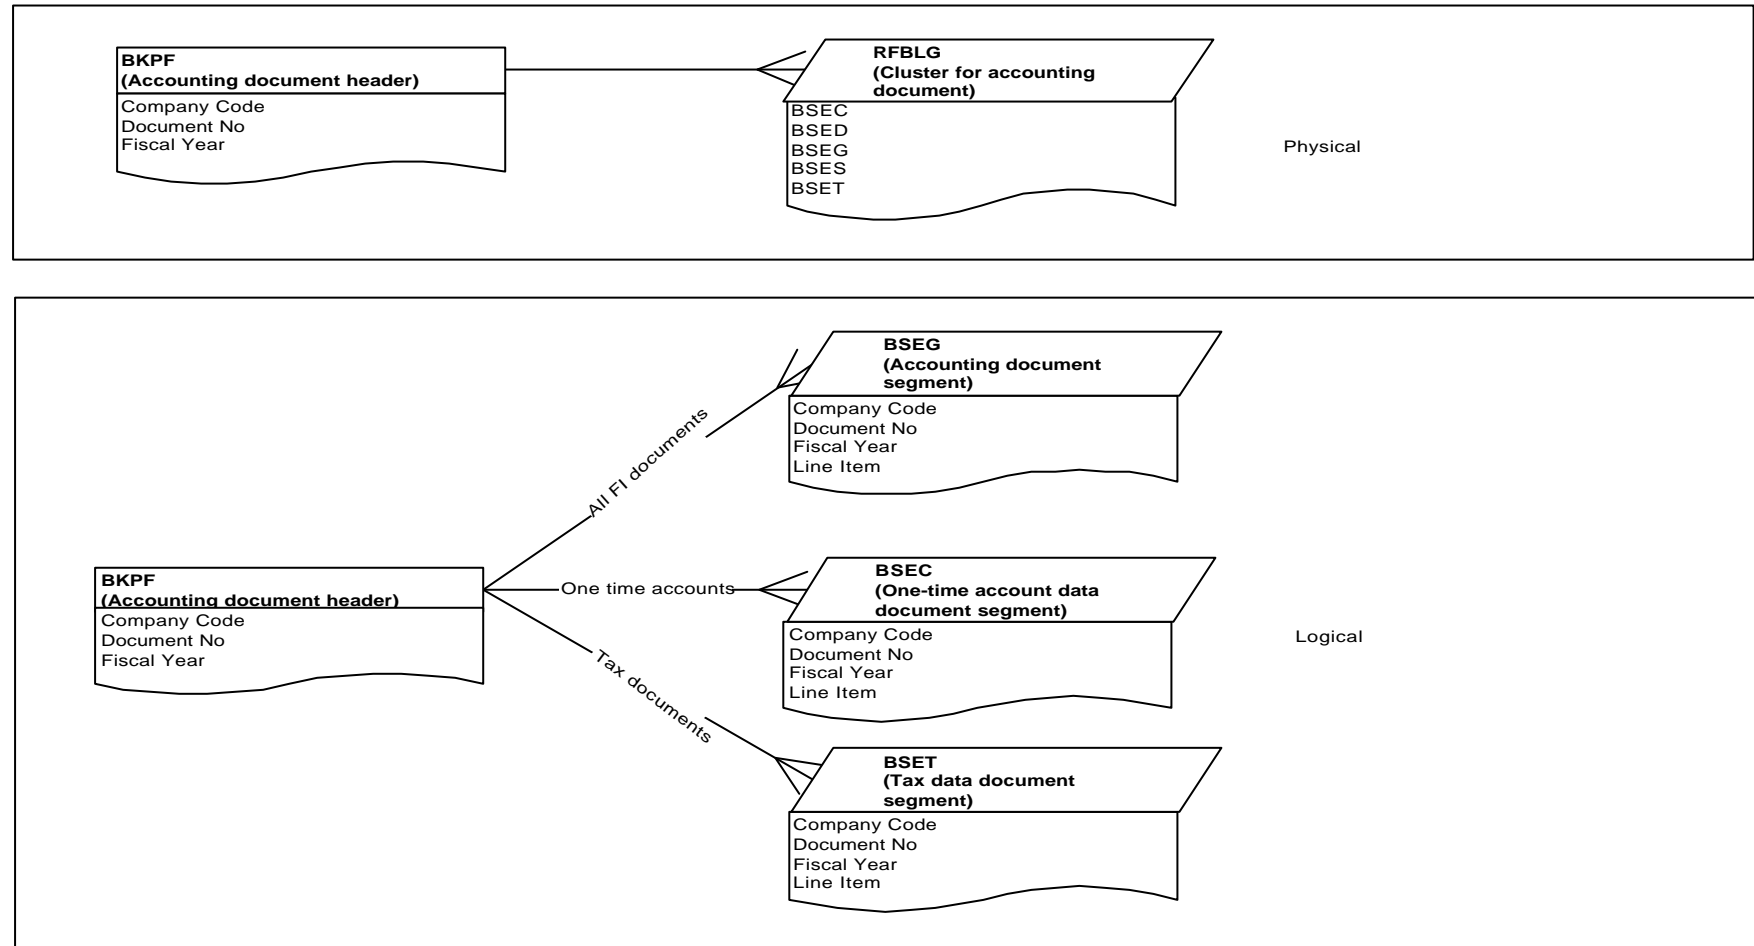 BKPF
(Accounting document header)
Company Code
Document No
Fiscal Year
RFBLG
(Cluster for accounting
document)
BSEC
BSED
BSEG
BSES
BSET
Physical
BSEG
(Accounting document
segment)
Company Code
Document No
Fiscal Year
Line Item
All FI documents
BKPF
(Accounting document header)
Company Code
Document No
Fiscal Year
One time accounts
BSEC
(One-time account data
document segment)
Company Code
Document No
Fiscal Year
Line Item
Logical
Tax documents
BSET
(Tax data document
segment)
Company Code
Document No
Fiscal Year
Line Item